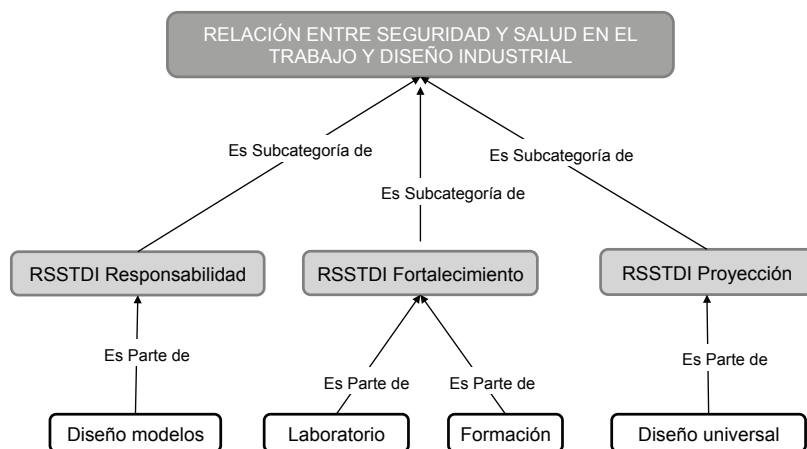 RELACIÓN ENTRE SEGURIDAD Y SALUD EN EL
TRABAJO Y DISEÑO INDUSTRIAL
Es Subcategoría de
Es Subcategoría de
Es Subcategoría de
RSSTDI Responsabilidad
RSSTDI Fortalecimiento
RSSTDI Proyección
Es Parte de
Es Parte de
Es Parte de
Es Parte de
Diseño modelos
Laboratorio
Formación
Diseño universal